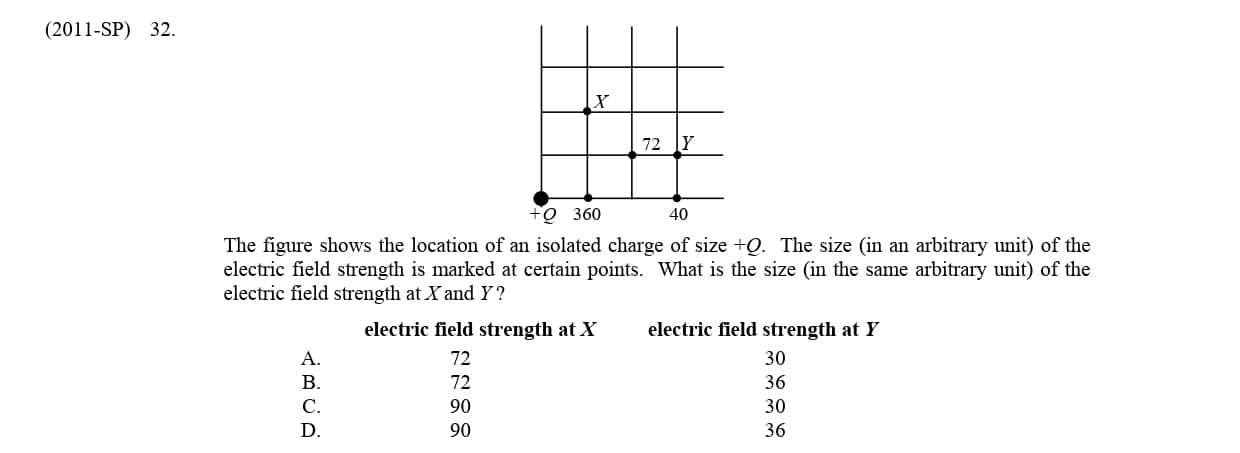 (2011-SP) 32.
X
72 Y
+Q 360 40
The figure shows the location of an isolated charge of size +Q. The size (in an arbitrary unit) of the
electric field strength is marked at certain points. What is the size (in the same arbitrary unit) of the
electric field strength at X and Y?
electric field strength at X electric field strength at Y
A. 72 30
B. 72 36
C. 90 30
D. 90 36